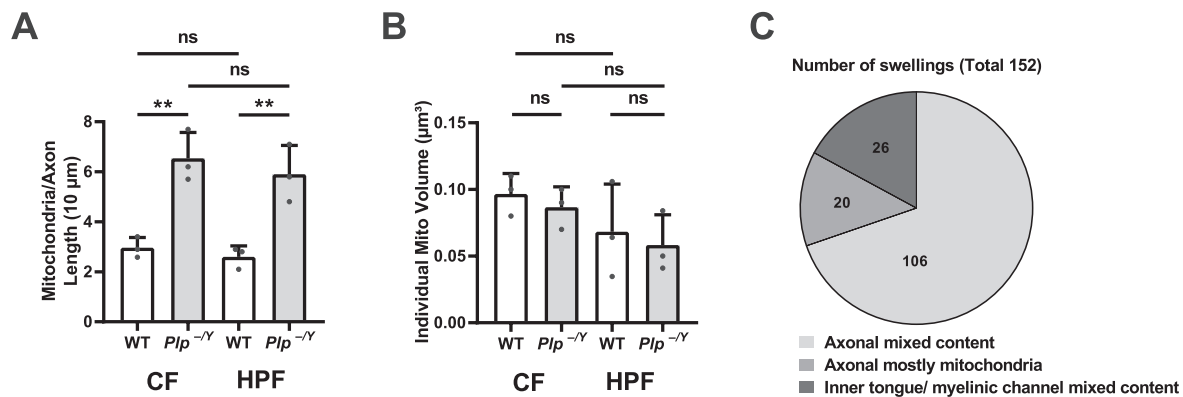 A
ns
ns
**
**
Mitochondria/Axon
Length (10 µm)
8
6
4
2
0
WT
Plp –/Y
WT
Plp –/Y
CF
HPF
B
ns
ns
ns
ns
Individual Mito Volume (µm³)
0.15
0.10
0.05
0.00
WT
Plp –/Y
WT
Plp –/Y
CF
HPF
C
Number of swellings (Total 152)
26
20
106
Axonal mixed content
Axonal mostly mitochondria
Inner tongue/ myelinic channel mixed content